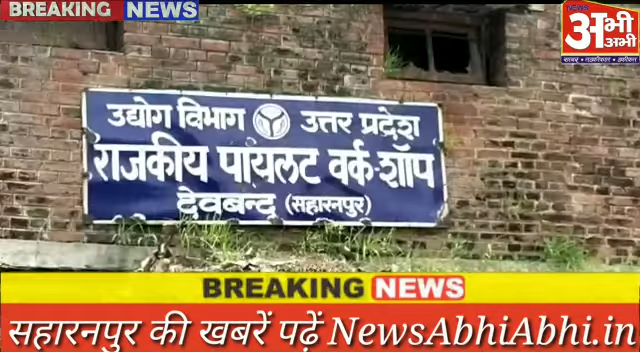 BREAKING NEWS
NEWS
अभी
अभी
उद्योग विभाग उत्तर प्रदेश
राजकीय पायलट वर्क-शॉप
देवबन्द (सहारनपुर)
BREAKING NEWS
सहारनपुर की खबरें पढ़ें NewsAbhiAbhi.in